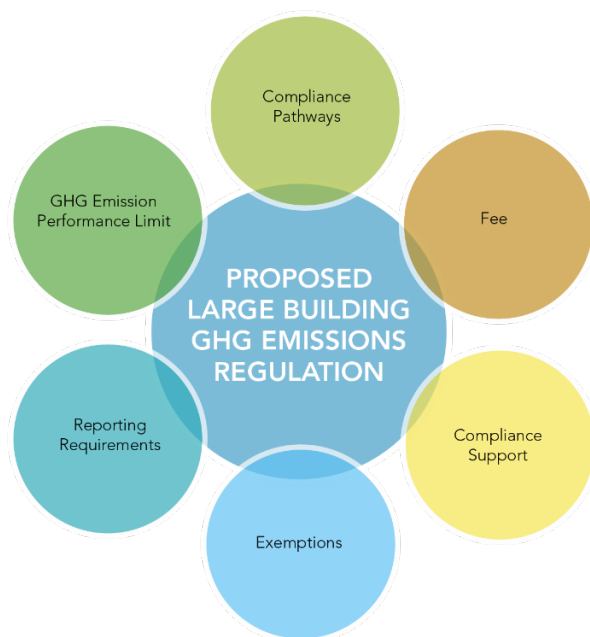 Compliance
Pathways
GHG Emission
Performance Limit
Fee
PROPOSED
LARGE BUILDING
GHG EMISSIONS
REGULATION
Reporting
Requirements
Compliance
Support
Exemptions